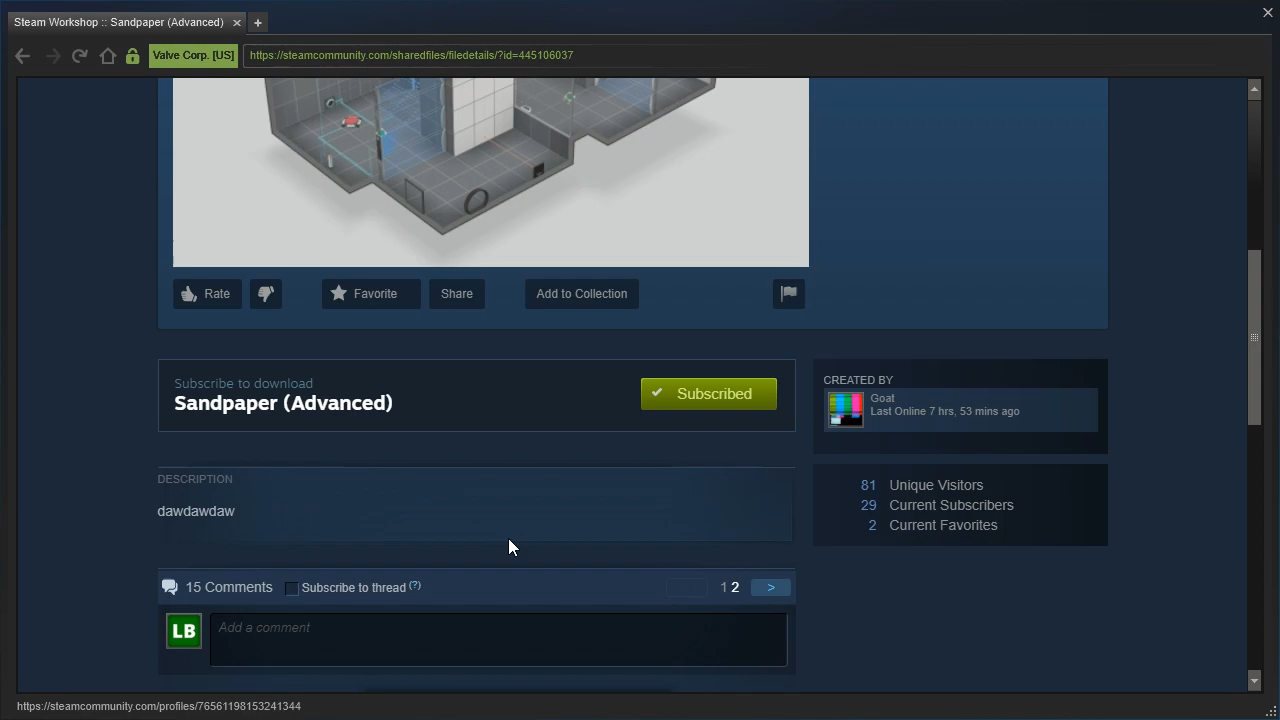 Steam Workshop :: Sandpaper (Advanced)
Valve Corp. [US]
https://steamcommunity.com/sharedfiles/filedetails/?id=445106037
Rate
Favorite
Share
Add to Collection
Subscribe to download
Sandpaper (Advanced)
Subscribed
CREATED BY
Goat
Last Online 7 hrs, 53 mins ago
81 Unique Visitors
29 Current Subscribers
2 Current Favorites
DESCRIPTION
dawdawdaw
15 Comments
Subscribe to thread (?)
1 2 >
LB
Add a comment
https://steamcommunity.com/profiles/76561198153241344